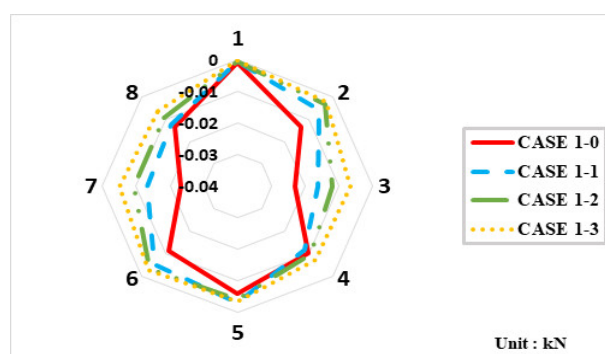 1
0
8
2
-0.01
-0.02
-0.03
7
-0.04
3
6
4
5
CASE 1-0
CASE 1-1
CASE 1-2
CASE 1-3
Unit : kN